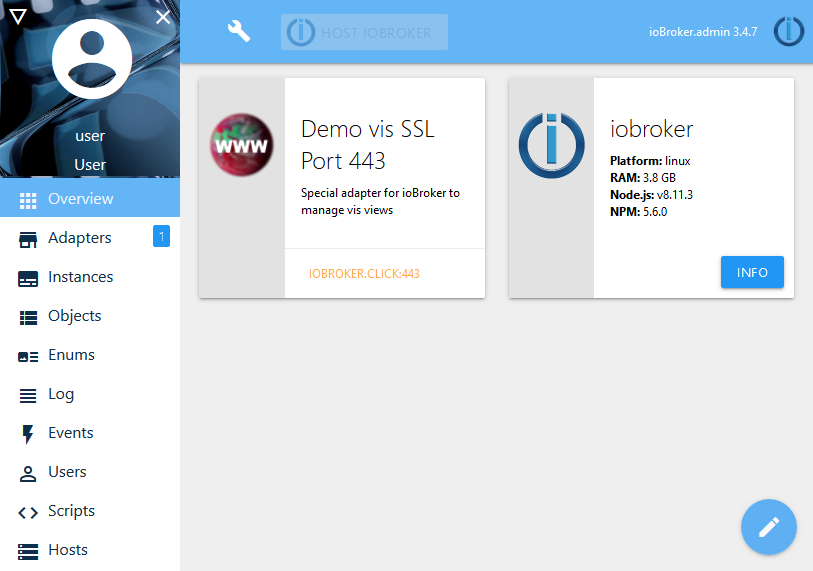 user
User
Overview
Adapters
1
Instances
Objects
Enums
Log
Events
Users
Scripts
Hosts
HOST IOBROKER
ioBroker.admin 3.4.7
WWW
Demo vis SSL
Port 443
Special adapter for ioBroker to
manage vis views
IOBROKER.CLICK:443
iobroker
Platform: linux
RAM: 3.8 GB
Node.js: v8.11.3
NPM: 5.6.0
INFO